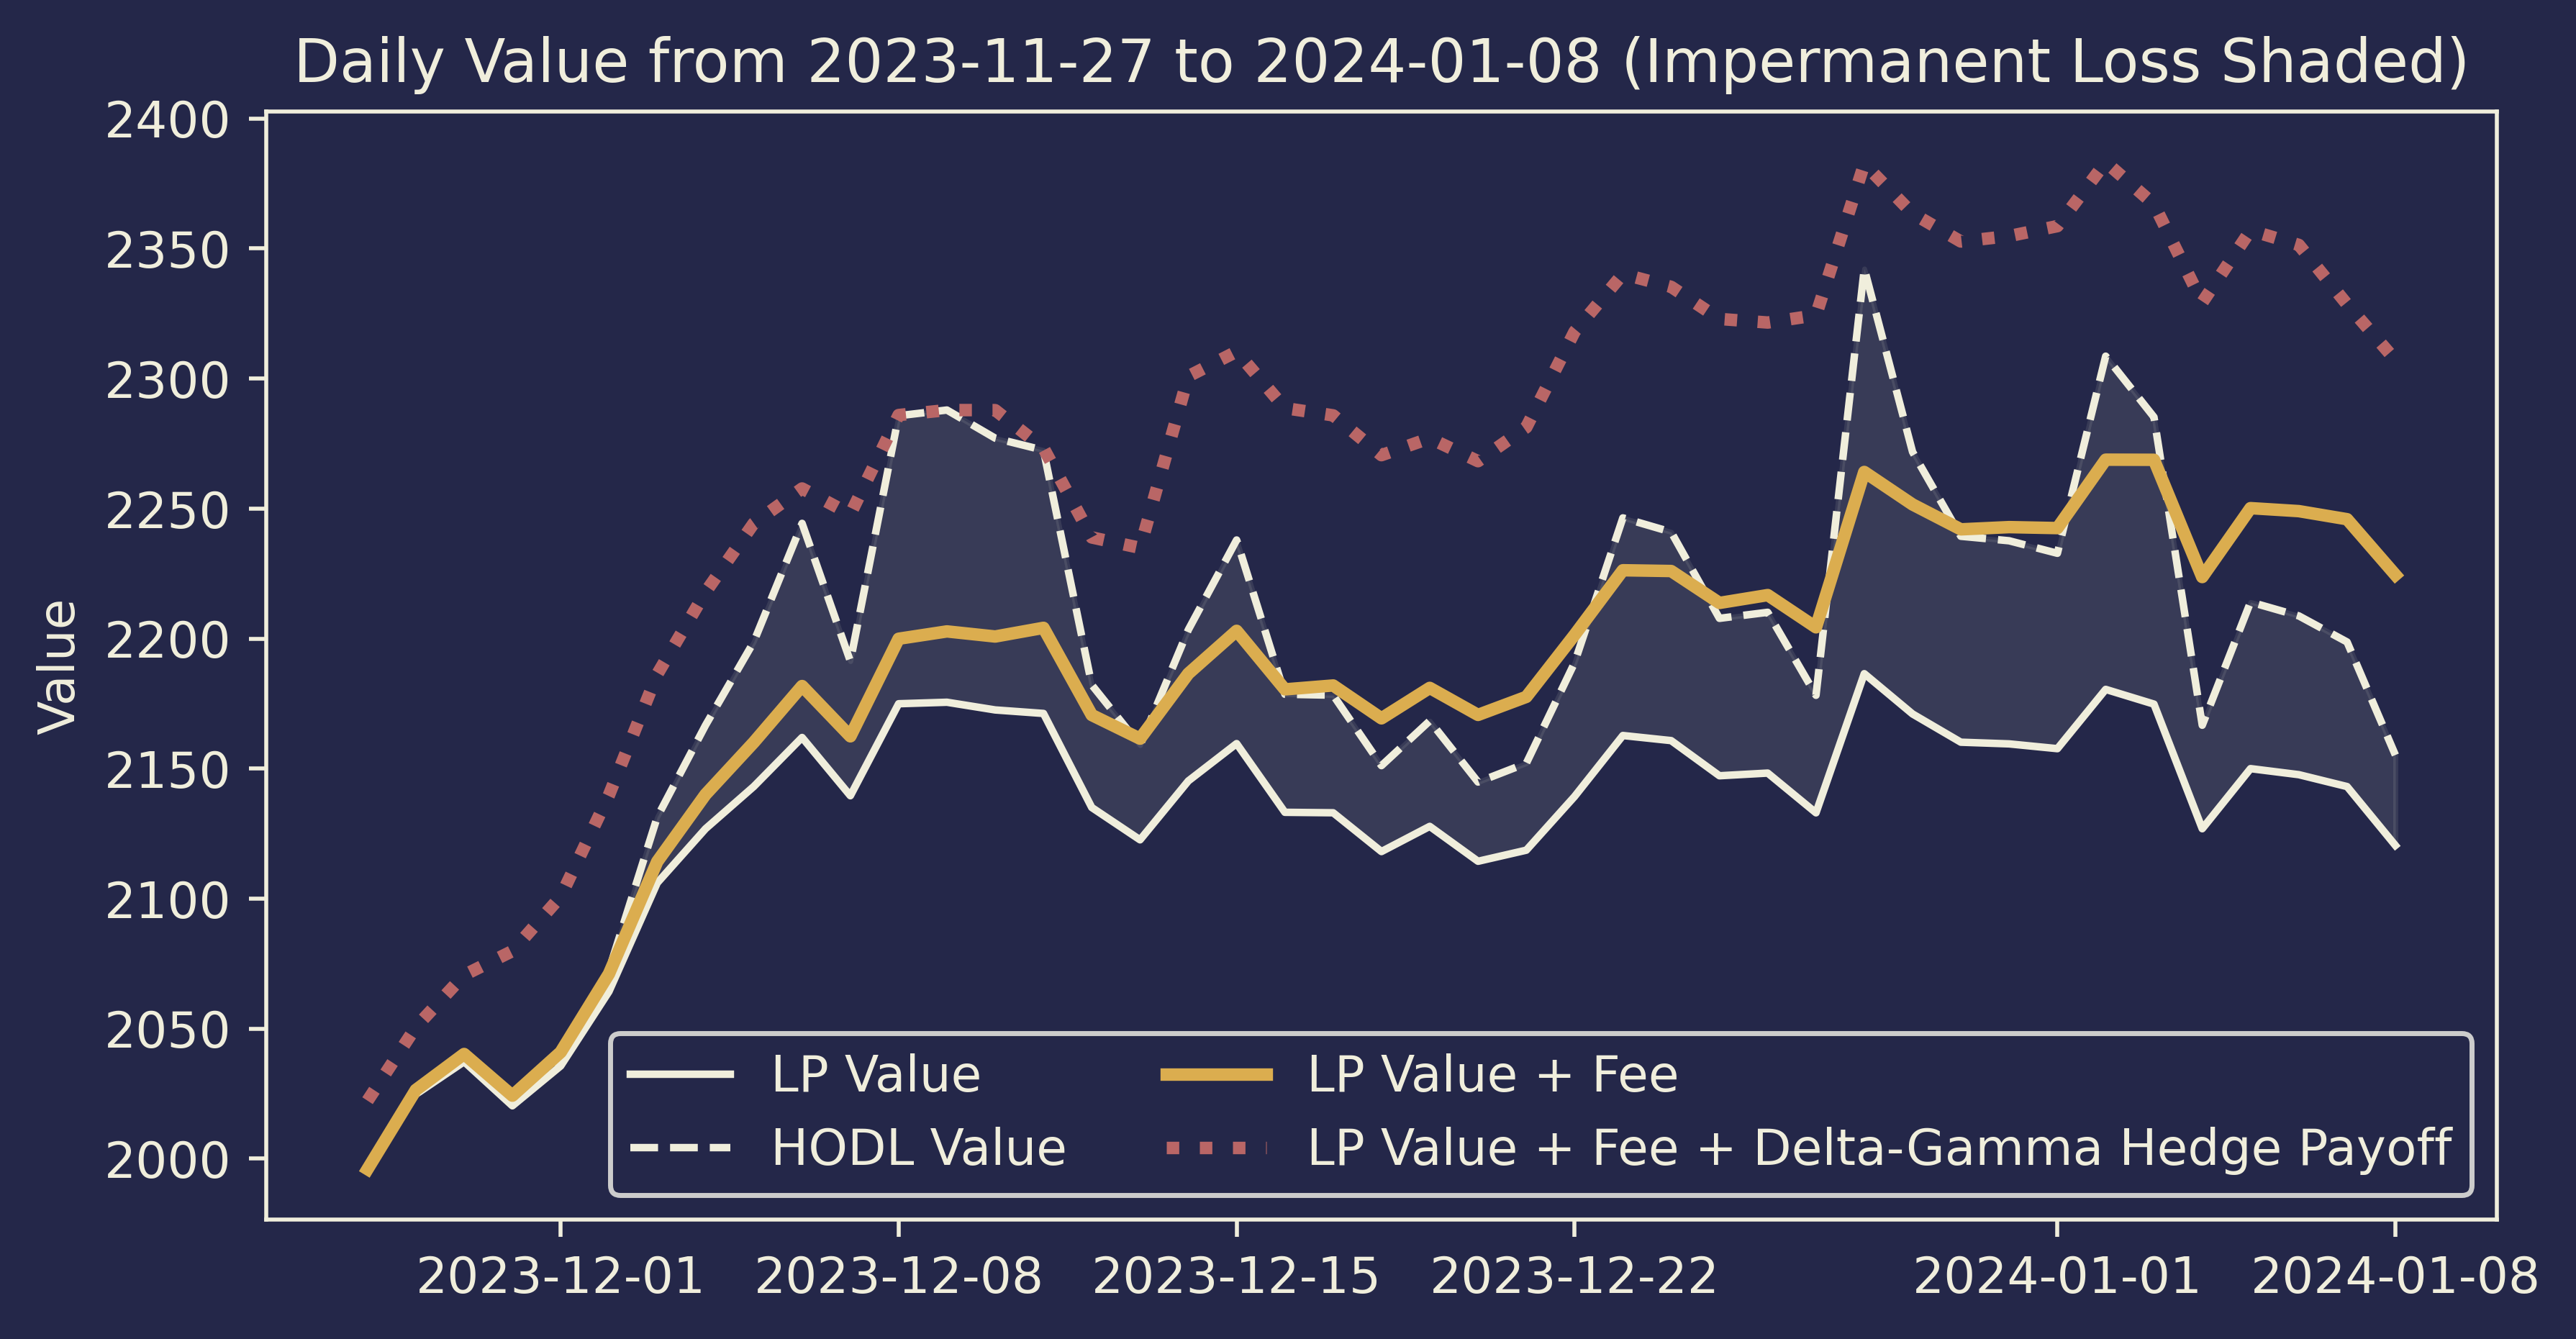 Daily Value from 2023-11-27 to 2024-01-08 (Impermanent Loss Shaded)
Value
2400
2350
2300
2250
2200
2150
2100
2050
2000
LP Value
HODL Value
LP Value + Fee
LP Value + Fee + Delta-Gamma Hedge Payoff
2023-12-01 2023-12-08 2023-12-15 2023-12-22 2024-01-01 2024-01-08